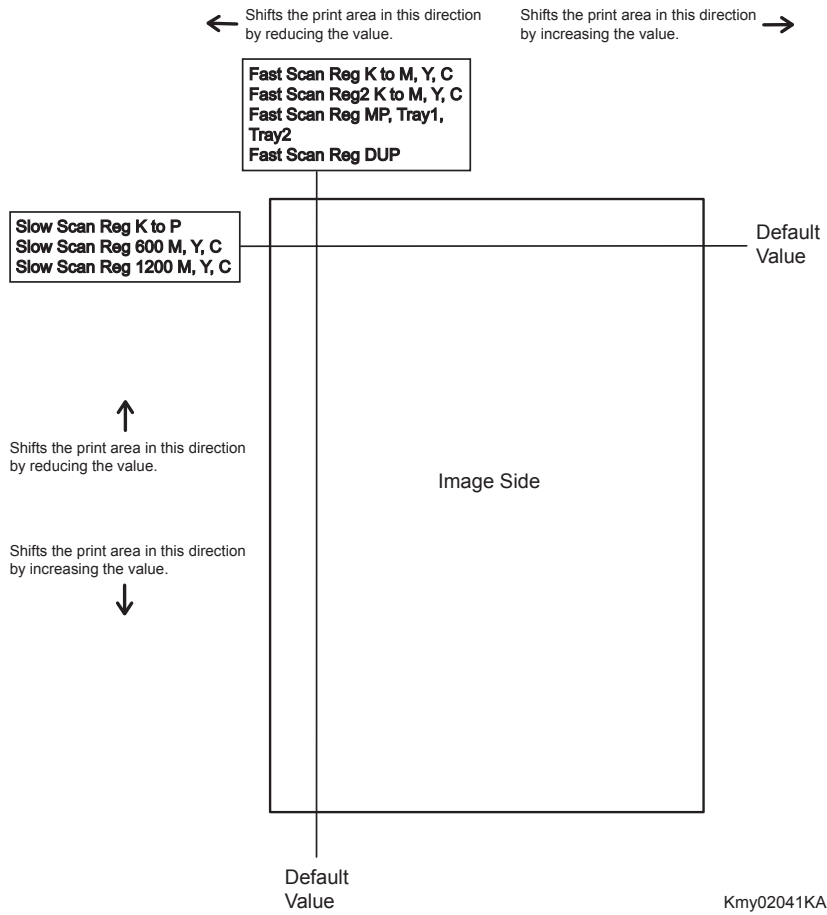 Shifts the print area in this direction
by reducing the value.
Shifts the print area in this direction
by increasing the value.
Fast Scan Reg K to M, Y, C
Fast Scan Reg2 K to M, Y, C
Fast Scan Reg MP, Tray1,
Tray2
Fast Scan Reg DUP
Slow Scan Reg K to P
Slow Scan Reg 600 M, Y, C
Slow Scan Reg 1200 M, Y, C
Default
Value
Shifts the print area in this direction
by reducing the value.
Image Side
Shifts the print area in this direction
by increasing the value.
Default
Value
Kmy02041KA